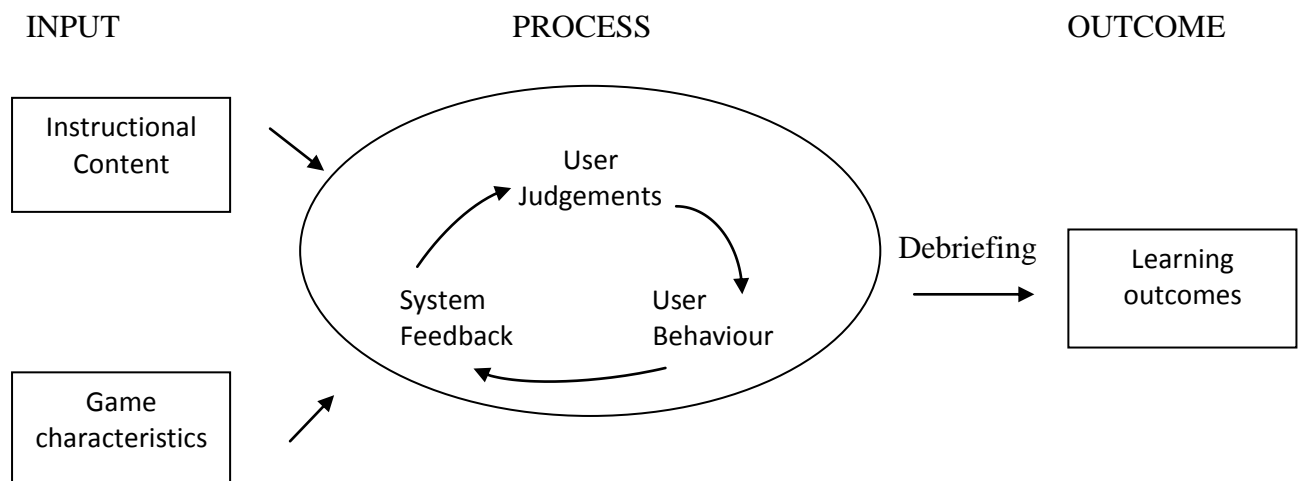 INPUT
PROCESS
OUTCOME
Instructional
Content
User
Judgements
System
Feedback
User
Behaviour
Debriefing
Learning
outcomes
Game
characteristics